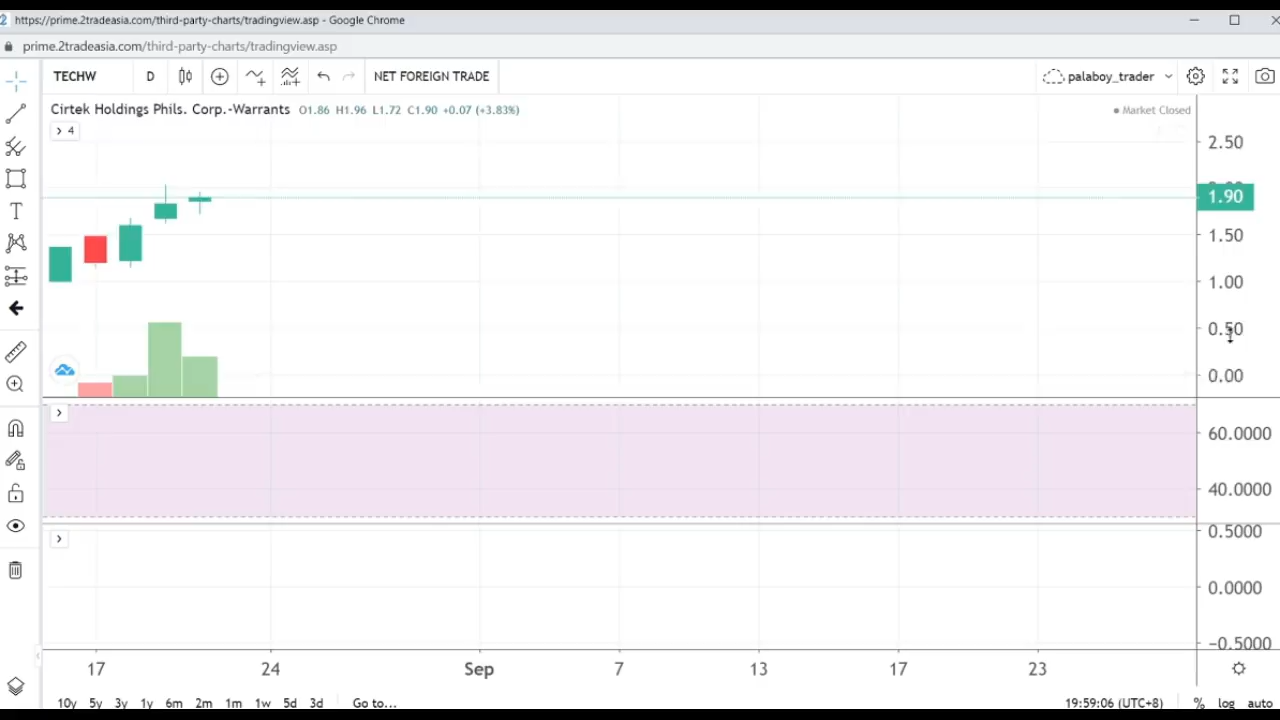 https://prime.2tradeasia.com/third-party-charts/tradingview.asp - Google Chrome
prime.2tradeasia.com/third-party-charts/tradingview.asp
TECHW D NET FOREIGN TRADE palaboy_trader
Cirtek Holdings Phils. Corp.-Warrants O1.86 H1.96 L1.72 C1.90 +0.07 (+3.83%) Market Closed
4
2.50
1.90
1.50
1.00
0.50
0.00
60.0000
40.0000
0.5000
0.0000
−0.5000
17 24 Sep 7 13 17 23
10y 5y 3y 1y 6m 2m 1m 1w 5d 3d Go to... 19:59:06 (UTC+8) % log auto